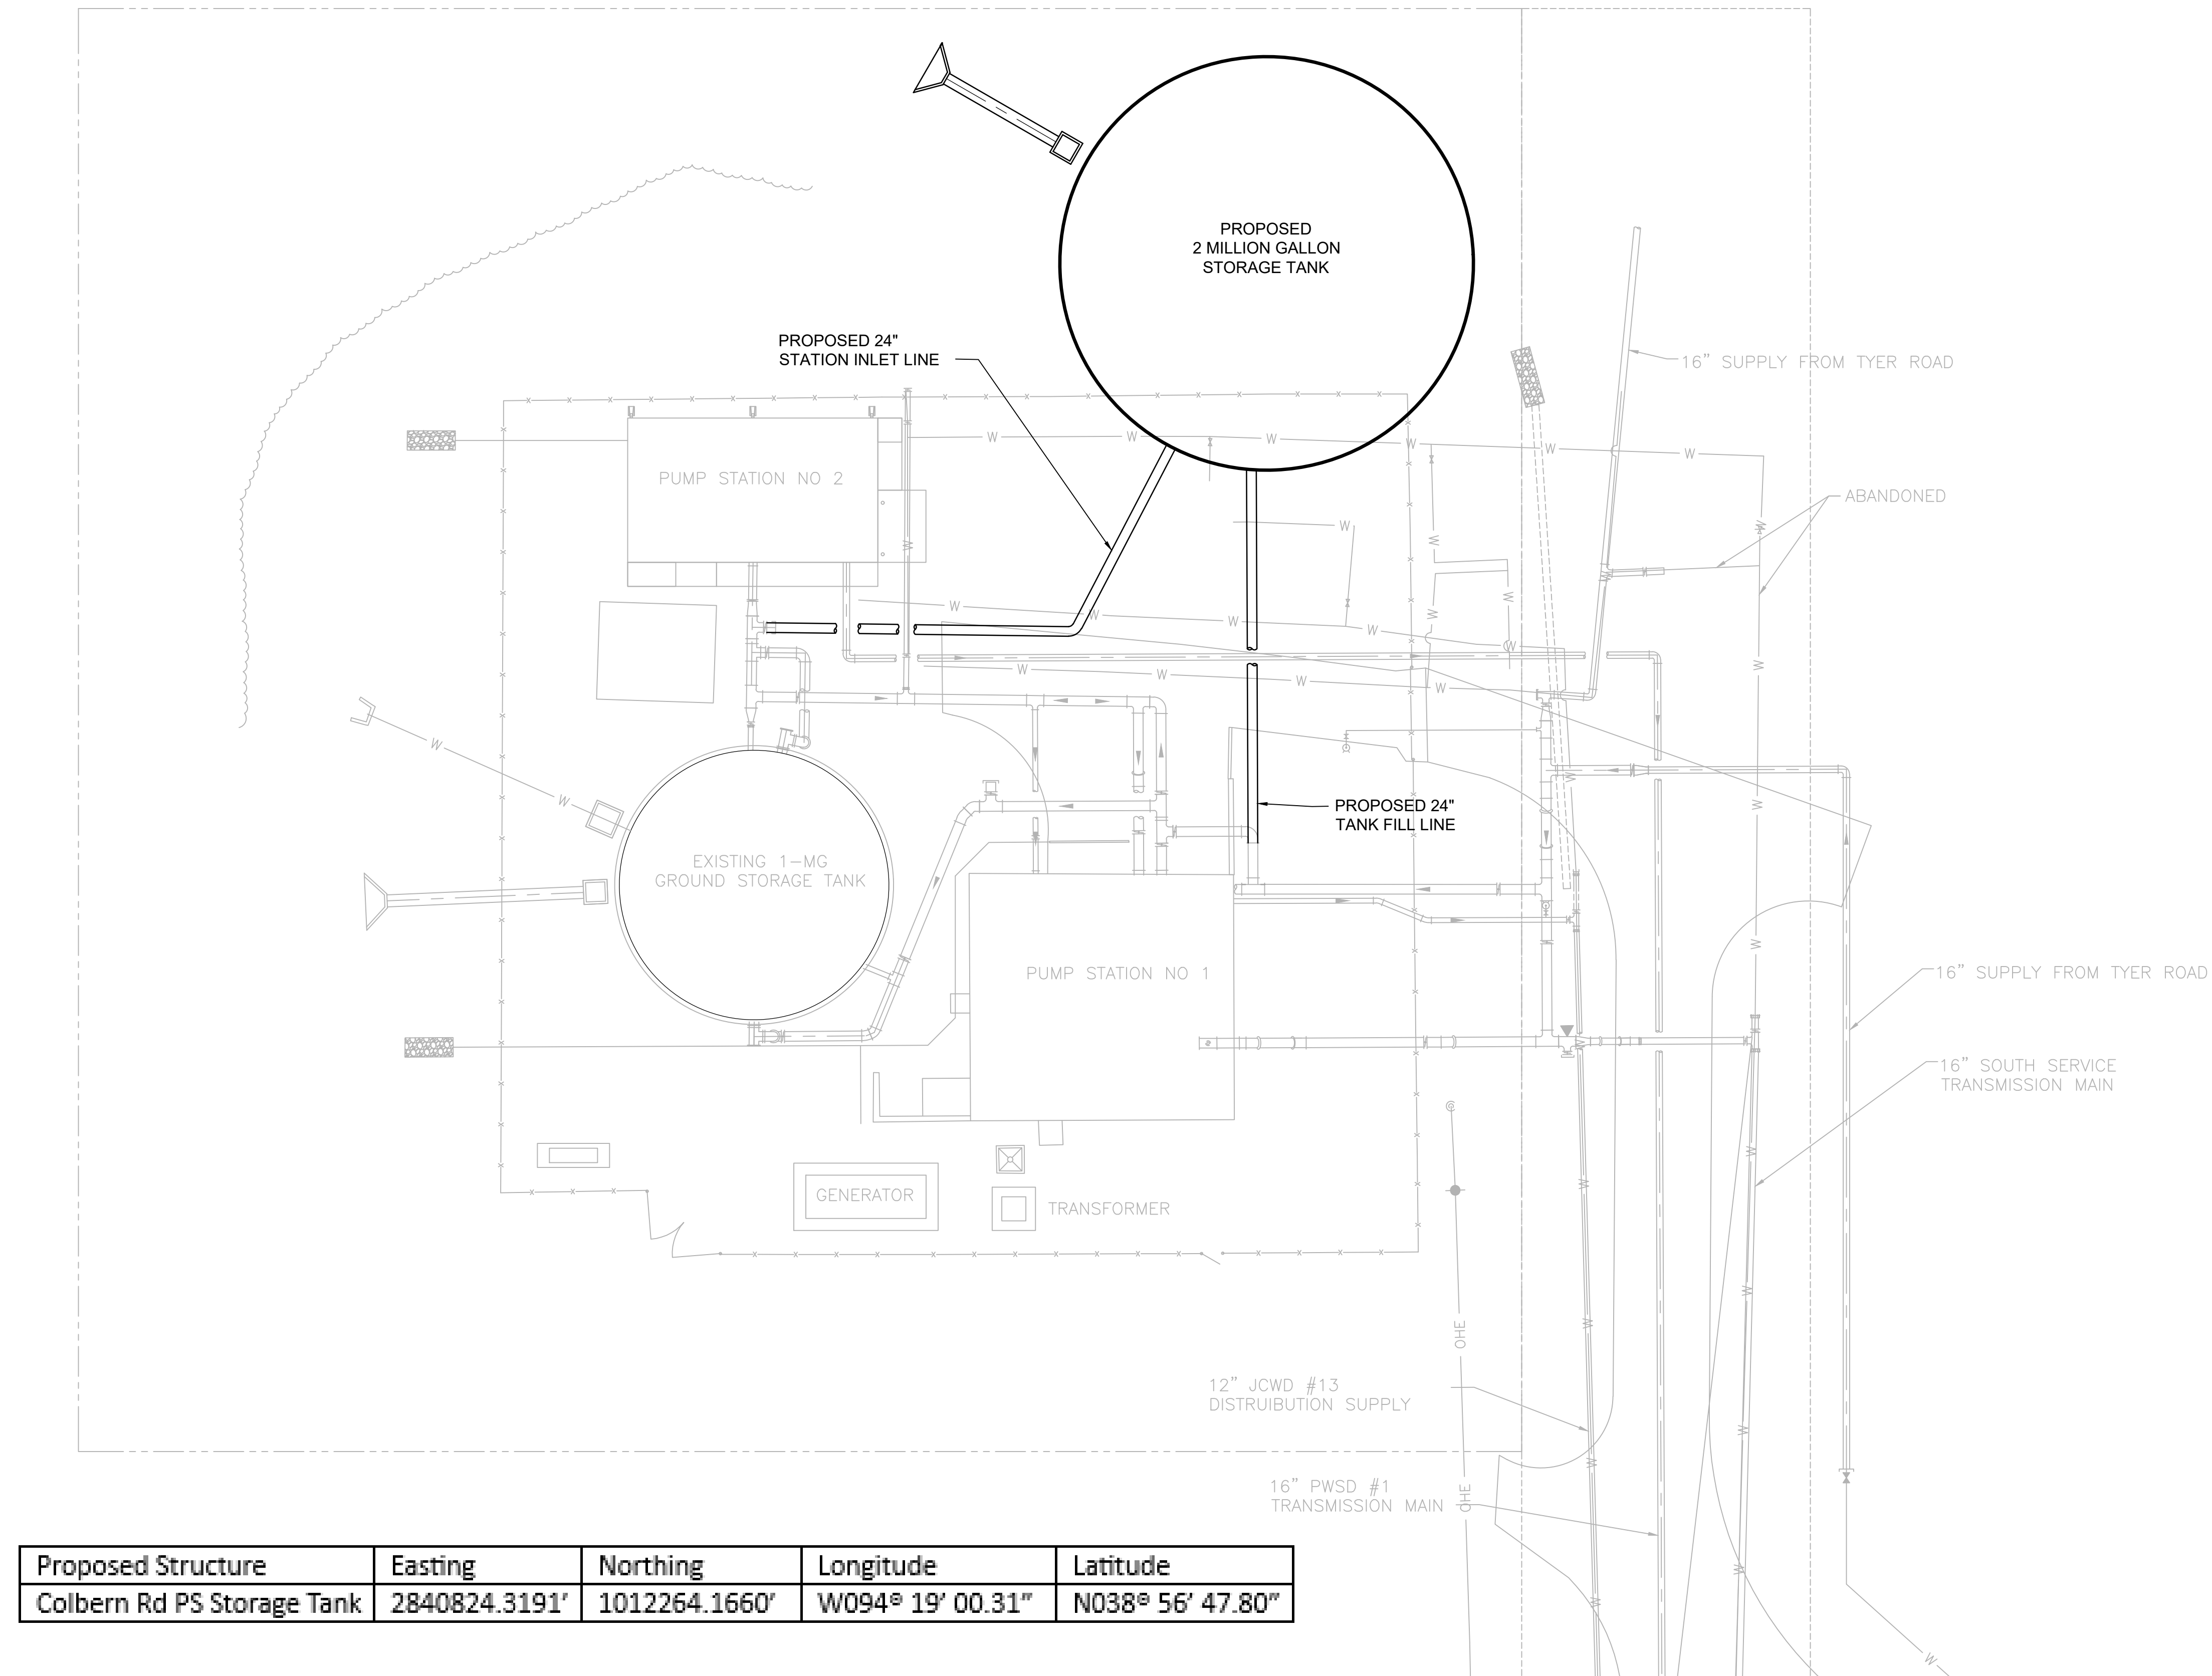 PROPOSED
2 MILLION GALLON
STORAGE TANK
PROPOSED 24"
STATION INLET LINE
16" SUPPLY FROM TYER ROAD
PUMP STATION NO 2
ABANDONED
PROPOSED 24"
TANK FILL LINE
EXISTING 1-MG
GROUND STORAGE TANK
PUMP STATION NO 1
16" SUPPLY FROM TYER ROAD
16" SOUTH SERVICE
TRANSMISSION MAIN
GENERATOR
TRANSFORMER
OHE
12" JCWD #13
DISTRUIBUTION SUPPLY
16" PWSD #1
TRANSMISSION MAIN
OHE
Proposed Structure Easting Northing Longitude Latitude
Colbern Rd PS Storage Tank 2840824.3191' 1012264.1660' W094° 19' 00.31" N038° 56' 47.80"